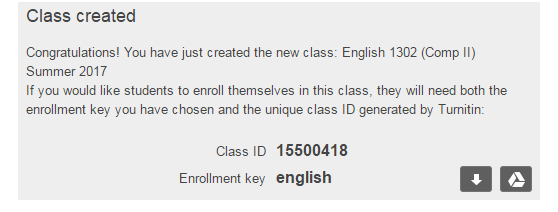 Class created
Congratulations! You have just created the new class: English 1302 (Comp II)
Summer 2017
If you would like students to enroll themselves in this class, they will need both the
enrollment key you have chosen and the unique class ID generated by Turnitin:
Class ID 15500418
Enrollment key english